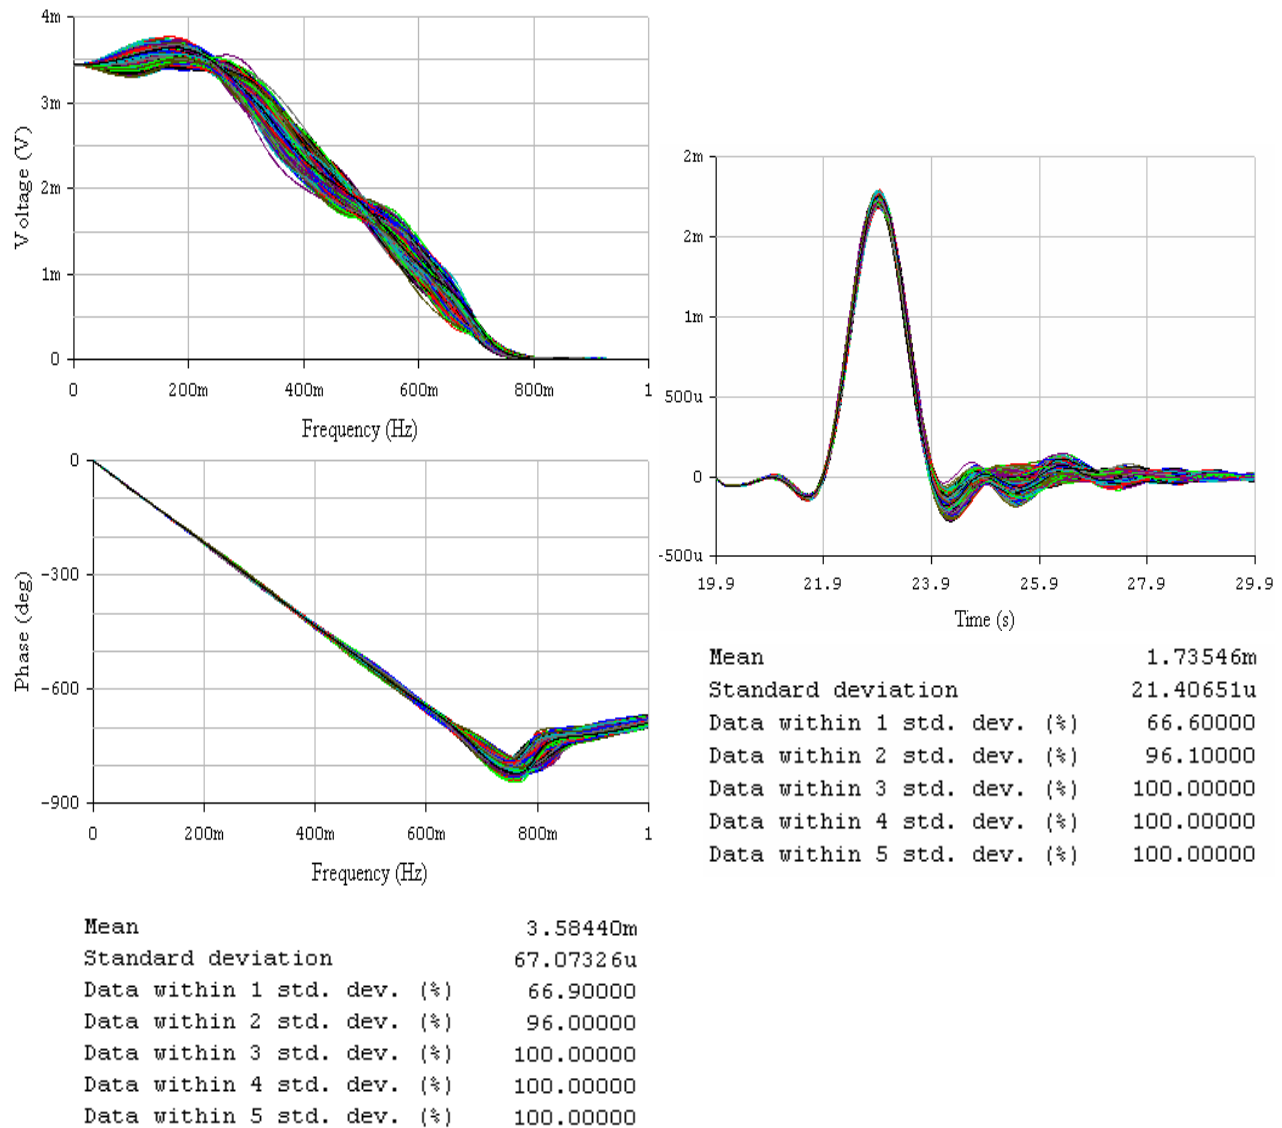 4m
3m
2m
1m
0
Voltage (V)
0 200m 400m 600m 800m 1
Frequency (Hz)
0
-300
-600
-900
Phase (deg)
0 200m 400m 600m 800m 1
Frequency (Hz)
Mean 3.58440m
Standard deviation 67.07326u
Data within 1 std. dev. (%) 66.90000
Data within 2 std. dev. (%) 96.00000
Data within 3 std. dev. (%) 100.00000
Data within 4 std. dev. (%) 100.00000
Data within 5 std. dev. (%) 100.00000
2m
2m
1m
500u
0
-500u
19.9 21.9 23.9 25.9 27.9 29.9
Time (s)
Mean 1.73546m
Standard deviation 21.40651u
Data within 1 std. dev. (%) 66.60000
Data within 2 std. dev. (%) 96.10000
Data within 3 std. dev. (%) 100.00000
Data within 4 std. dev. (%) 100.00000
Data within 5 std. dev. (%) 100.00000